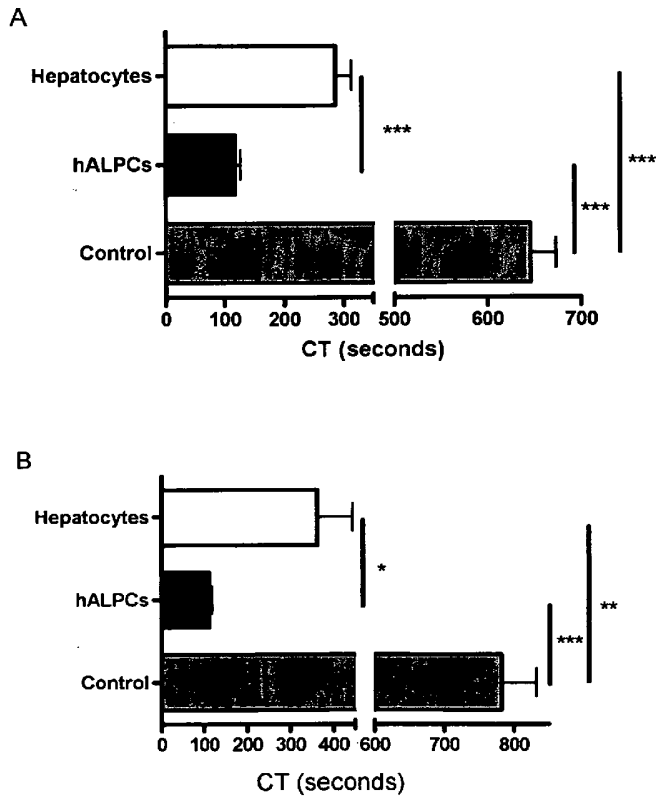 A
Hepatocytes
***
hALPCs
***
***
Control
0 100 200 300 500 600 700
CT (seconds)
B
Hepatocytes
*
hALPCs
**
***
Control
0 100 200 300 400 600 700 800
CT (seconds)